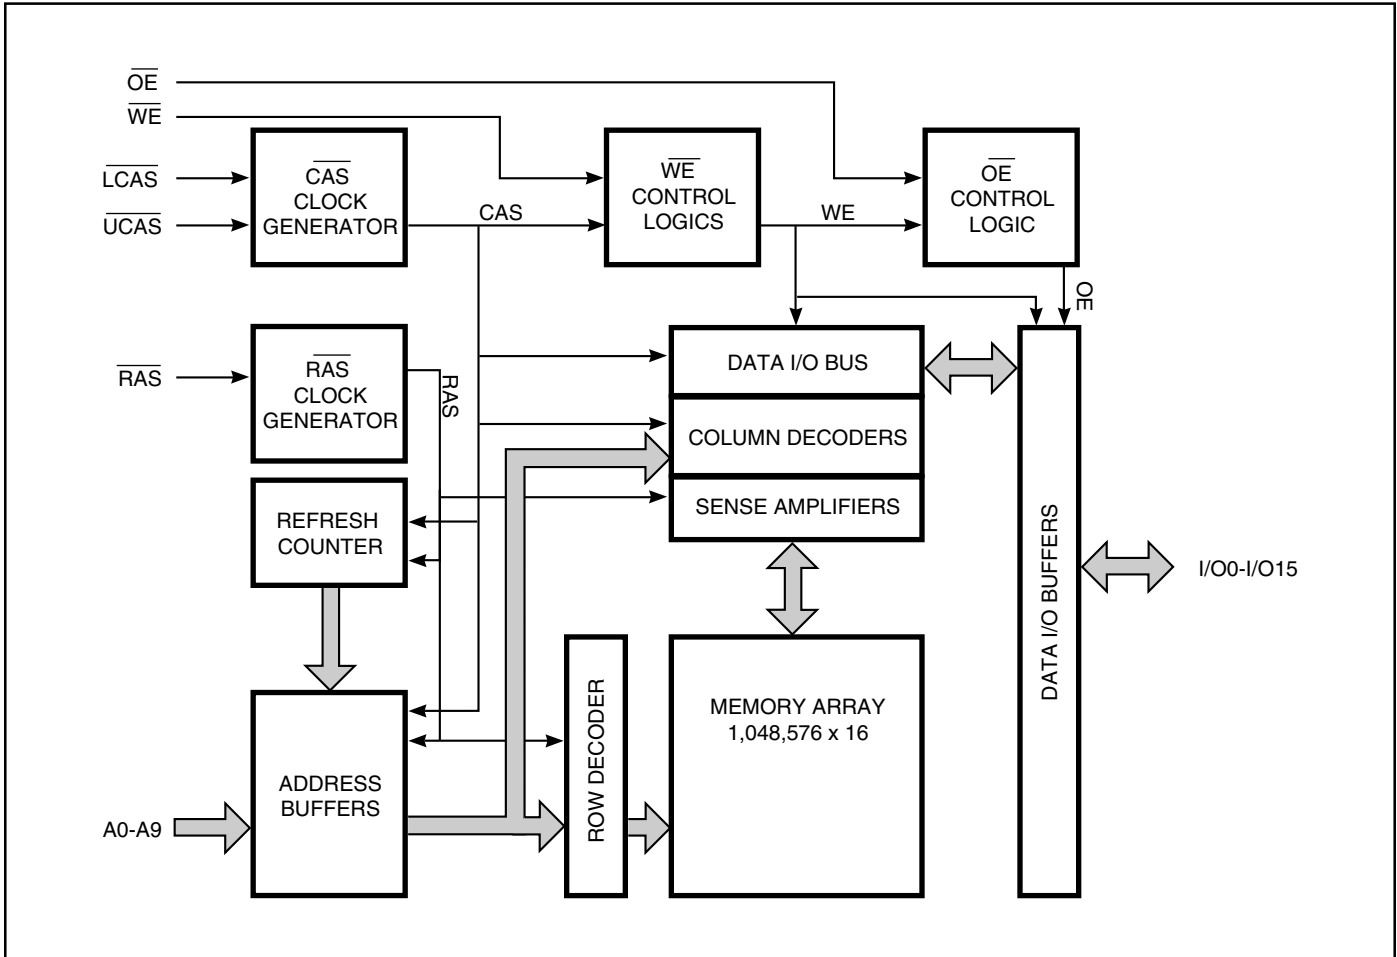 OE
WE
LCAS
UCAS
CAS
CLOCK
GENERATOR
CAS
WE
CONTROL
LOGICS
WE
OE
CONTROL
LOGIC
OE
RAS
RAS
CLOCK
GENERATOR
RAS
DATA I/O BUS
COLUMN DECODERS
SENSE AMPLIFIERS
REFRESH
COUNTER
DATA I/O BUFFERS
I/O0-I/O15
ROW DECODER
MEMORY ARRAY
1,048,576 x 16
ADDRESS
BUFFERS
A0-A9